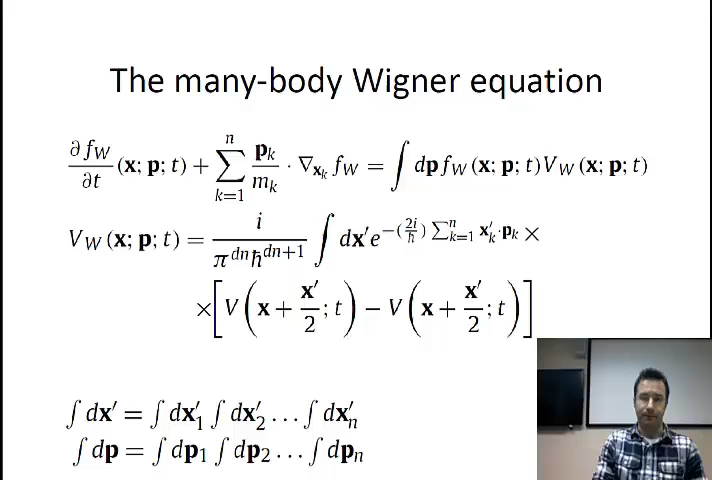 The many-body Wigner equation
∂f_W/∂t (x; p; t) + ∑_{k=1}^{n} p_k/m_k · ∇_{x_k} f_W = ∫ dp f_W(x; p; t) V_W(x; p; t)
V_W(x; p; t) = i/(π^{dn} ℏ^{dn+1}) ∫ dx′ e^{−(2i/ℏ) ∑_{k=1}^{n} x′_k·p_k} ×
×[V(x + x′/2; t) − V(x + x′/2; t)]
∫ dx′ = ∫ dx′_1 ∫ dx′_2 … ∫ dx′_n
∫ dp = ∫ dp_1 ∫ dp_2 … ∫ dp_n